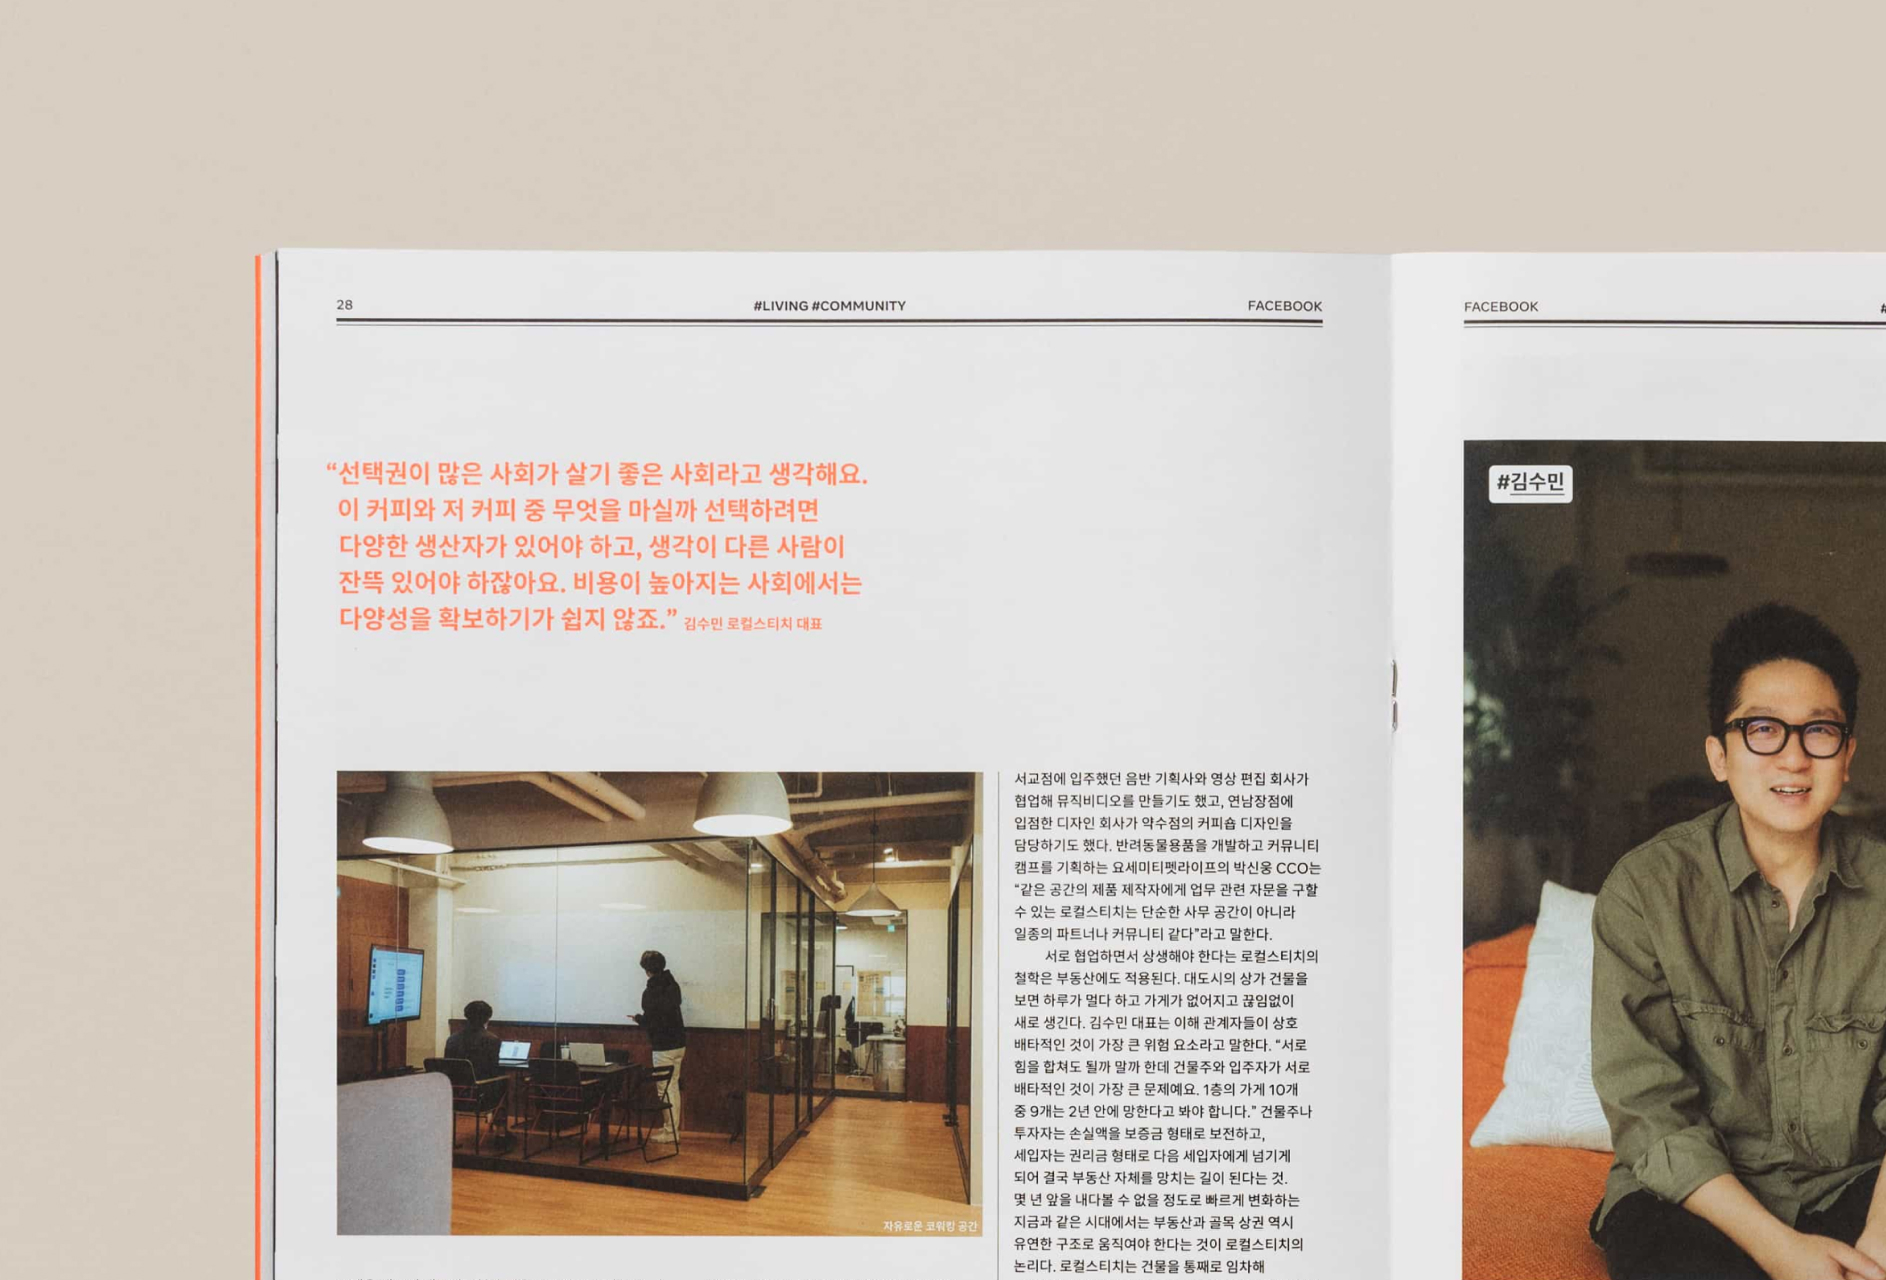 28
#LIVING #COMMUNITY
FACEBOOK
“선택권이 많은 사회가 살기 좋은 사회라고 생각해요.
이 커피와 저 커피 중 무엇을 마실까 선택하려면
다양한 생산자가 있어야 하고, 생각이 다른 사람이
잔뜩 있어야 하잖아요. 비용이 높아지는 사회에서는
다양성을 확보하기가 쉽지 않죠.” 김수민 로컬스티치 대표
자유로운 코워킹 공간
서교점에 입주했던 음반 기획사와 영상 편집 회사가
협업해 뮤직비디오를 만들기도 했고, 연남장점에
입점한 디자인 회사가 약수점의 커피숍 디자인을
담당하기도 했다. 반려동물용품을 개발하고 커뮤니티
캠프를 기획하는 요세미티펫라이프의 박신웅 CCO는
“같은 공간의 제품 제작자에게 업무 관련 자문을 구할
수 있는 로컬스티치는 단순한 사무 공간이 아니라
일종의 파트너나 커뮤니티 같다”라고 말한다.
서로 협업하면서 상생해야 한다는 로컬스티치의
철학은 부동산에도 적용된다. 대도시의 상가 건물을
보면 하루가 멀다 하고 가게가 없어지고 끊임없이
새로 생긴다. 김수민 대표는 이해 관계자들이 상호
배타적인 것이 가장 큰 위험 요소라고 말한다. “서로
힘을 합쳐도 될까 말까 한데 건물주와 입주자가 서로
배타적인 것이 가장 큰 문제예요. 1층의 가게 10개
중 9개는 2년 안에 망한다고 봐야 합니다.” 건물주나
투자자는 손실액을 보증금 형태로 보전하고,
세입자는 권리금 형태로 다음 세입자에게 넘기게
되어 결국 부동산 자체를 망치는 길이 된다는 것.
몇 년 앞을 내다볼 수 없을 정도로 빠르게 변화하는
지금과 같은 시대에서는 부동산과 골목 상권 역시
유연한 구조로 움직여야 한다는 것이 로컬스티치의
논리다. 로컬스티치는 건물을 통째로 임차해
FACEBOOK
#
#김수민